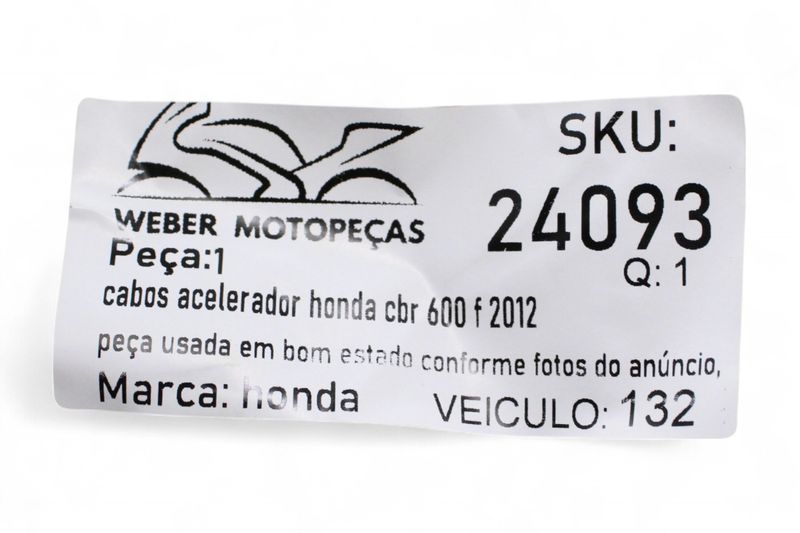 WEBER MOTOPEÇAS
SKU:
24093
Q: 1
Peça:1
cabos acelerador honda cbr 600 f 2012
peça usada em bom estado conforme fotos do anúncio,
Marca: honda
VEICULO: 132